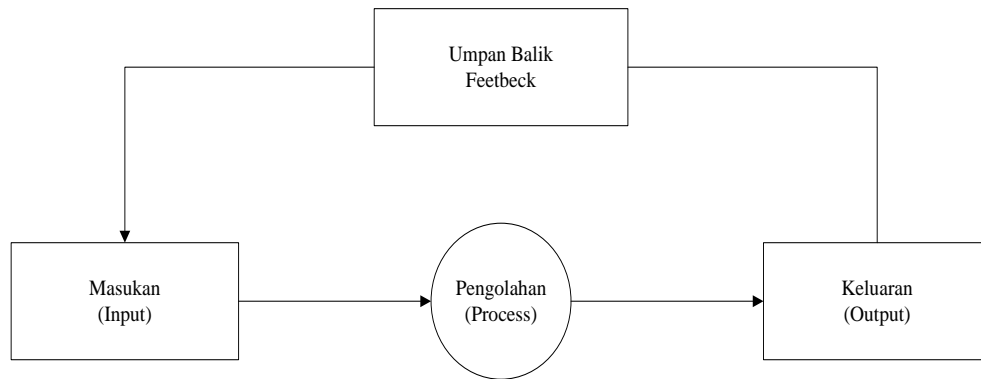 Umpan Balik
Feetbeck
Masukan
(Input)
Pengolahan
(Process)
Keluaran
(Output)